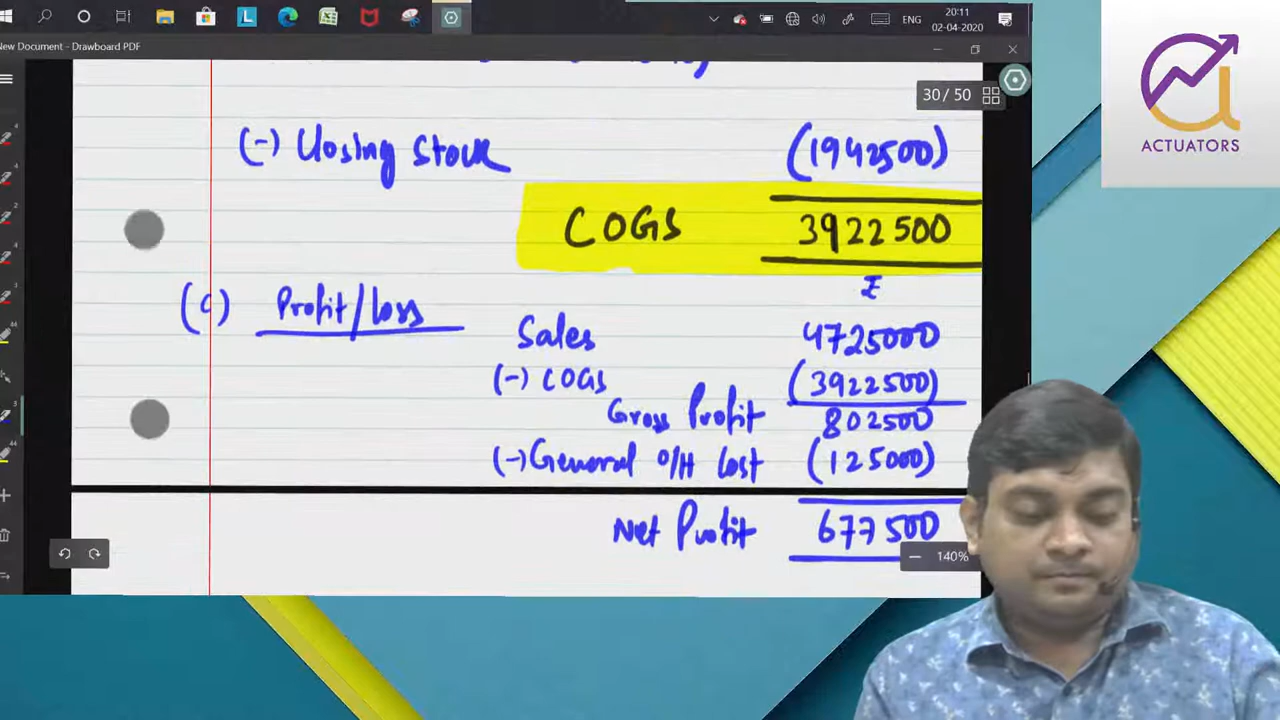 20:11
ENG
02-04-2020
New Document - Drawboard PDF
30 / 50
ACTUATORS
(-) Closing Stock (1942500)
COGS 3922500
₹
(c) Profit/loss
Sales 4725000
(-) COGS (3922500)
Gross Profit 802500
(-) General O/H Cost (125000)
Net Profit 677500
140%